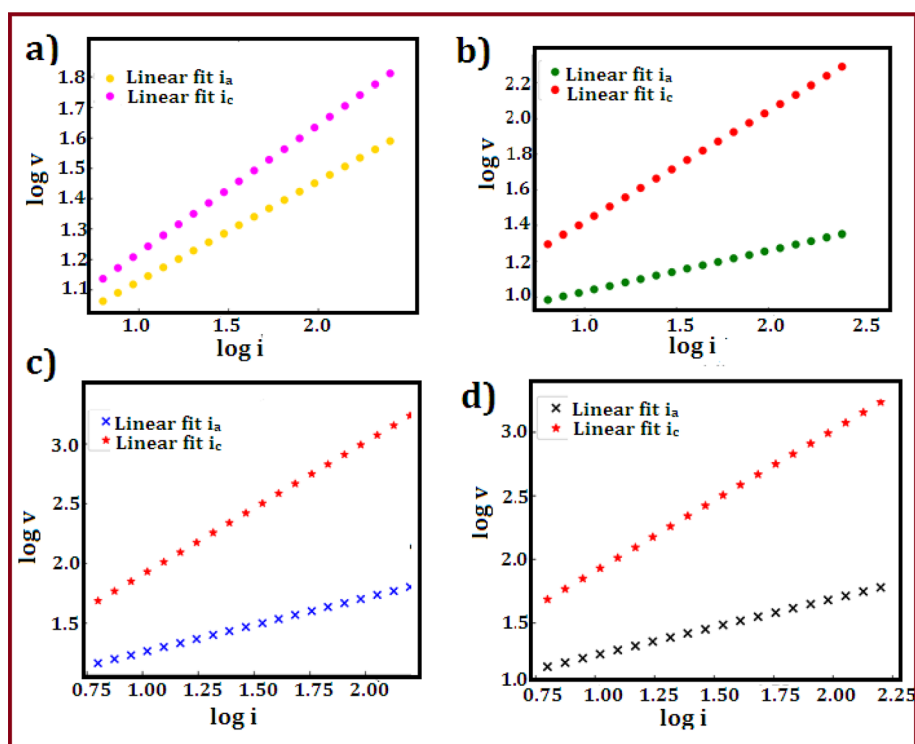 a)
Linear fit ia
Linear fit ic
1.8
1.7
1.6
1.5
1.4
1.3
1.2
1.1
log v
1.0 1.5 2.0
log i
b)
Linear fit ia
Linear fit ic
2.2
2.0
1.8
1.6
1.4
1.2
1.0
log v
1.0 1.5 2.0 2.5
log i
c)
Linear fit ia
Linear fit ic
3.0
2.5
2.0
1.5
log v
0.75 1.00 1.25 1.50 1.75 2.00
log i
d)
Linear fit ia
Linear fit ic
3.0
2.5
2.0
1.5
1.0
log v
0.75 1.00 1.25 1.50 1.75 2.00 2.25
log i